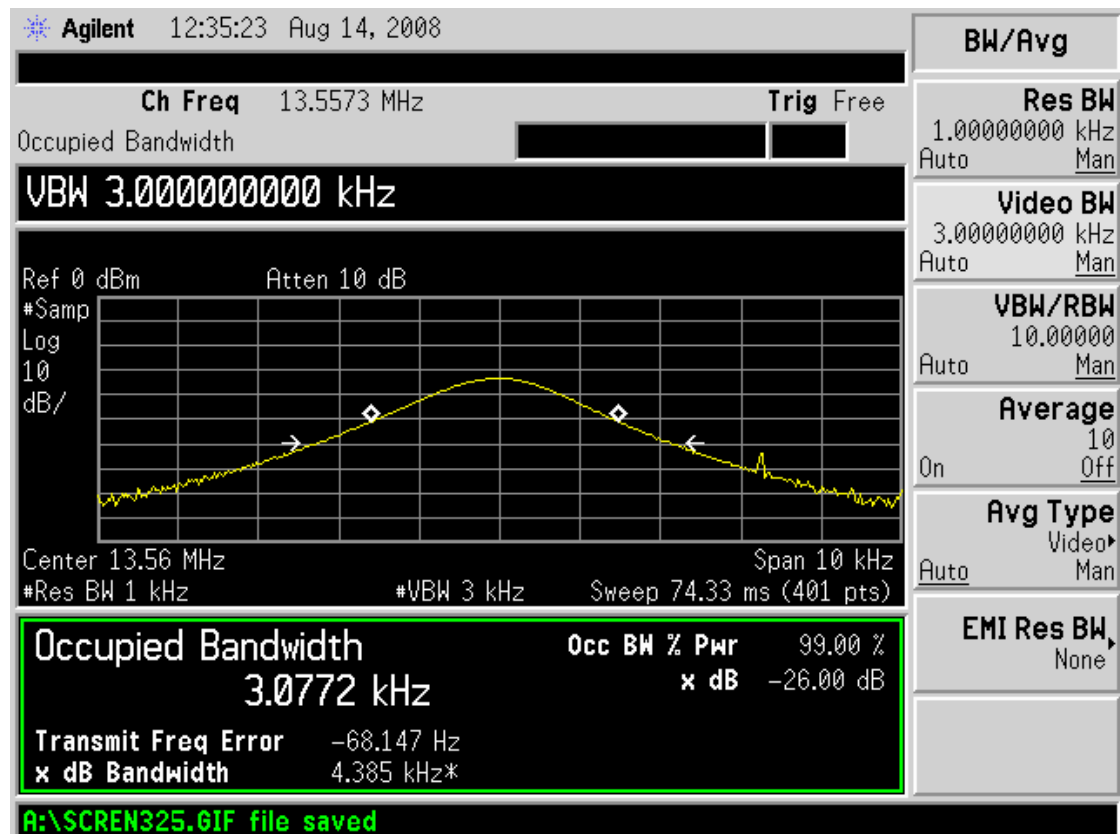 Agilent 12:35:23 Aug 14, 2008
BW/Avg
Ch Freq 13.5573 MHz Trig Free
Occupied Bandwidth
VBW 3.000000000 kHz
Ref 0 dBm Atten 10 dB
#Samp
Log
10
dB/
Center 13.56 MHz Span 10 kHz
#Res BW 1 kHz #VBW 3 kHz Sweep 74.33 ms (401 pts)
Occupied Bandwidth
3.0772 kHz
Occ BW % Pwr 99.00 %
x dB -26.00 dB
Transmit Freq Error -68.147 Hz
x dB Bandwidth 4.385 kHz*
A:\SCREN325.GIF file saved
Res BW
1.00000000 kHz
Auto Man
Video BW
3.00000000 kHz
Auto Man
VBW/RBW
10.00000
Auto Man
Average
10
On Off
Avg Type
Video
Auto Man
EMI Res BW
None